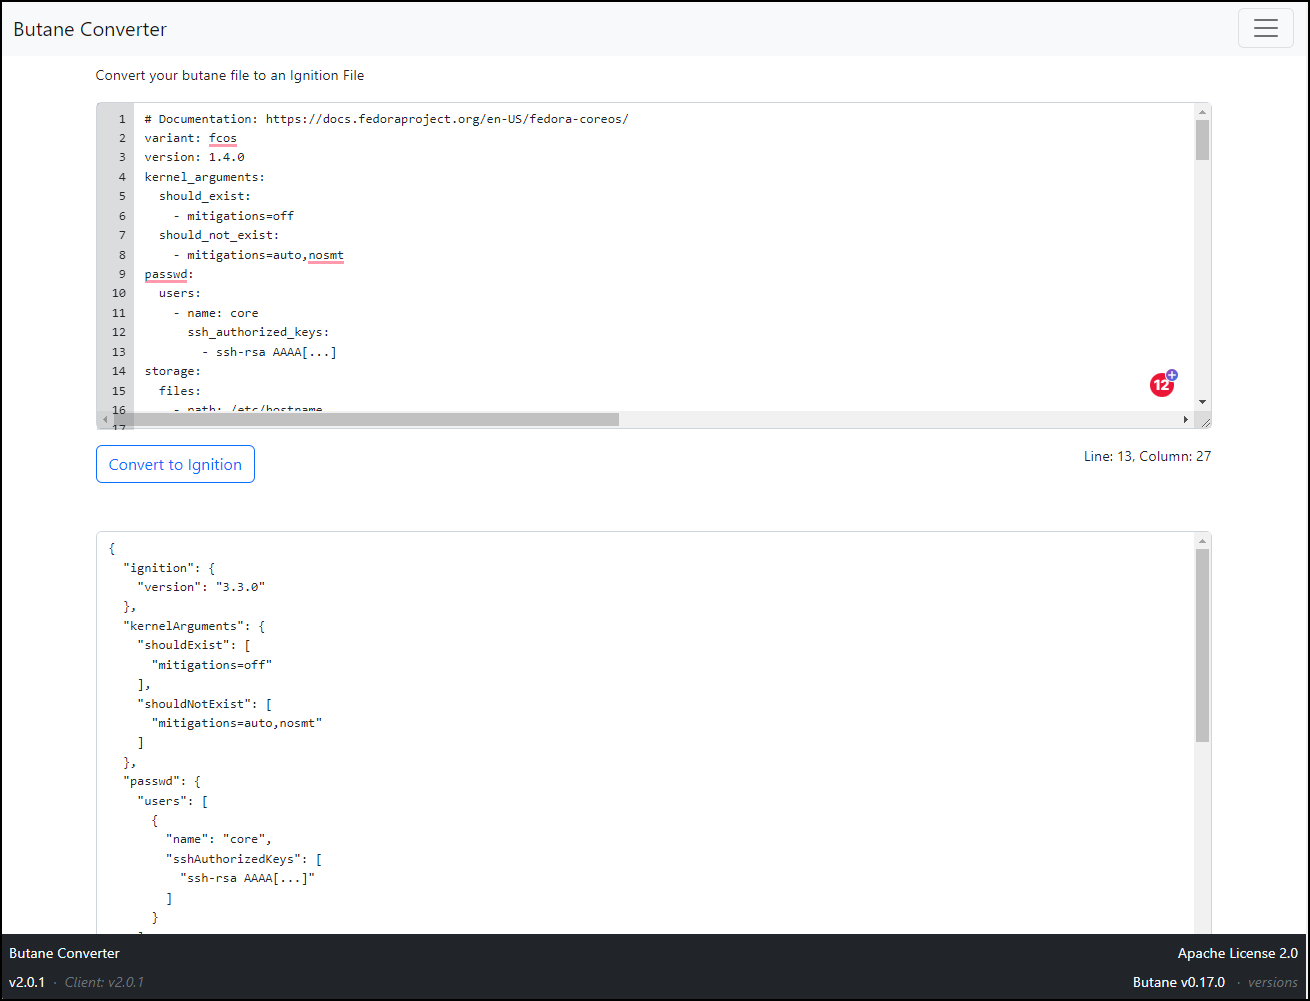 Butane Converter
Convert your butane file to an Ignition File
1 # Documentation: https://docs.fedoraproject.org/en-US/fedora-coreos/
2 variant: fcos
3 version: 1.4.0
4 kernel_arguments:
5   should_exist:
6     - mitigations=off
7   should_not_exist:
8     - mitigations=auto,nosmt
9 passwd:
10   users:
11     - name: core
12       ssh_authorized_keys:
13         - ssh-rsa AAAA[...]
14 storage:
15   files:
16     - path: /etc/hostname
17
12
Convert to Ignition
Line: 13, Column: 27
{
  "ignition": {
    "version": "3.3.0"
  },
  "kernelArguments": {
    "shouldExist": [
      "mitigations=off"
    ],
    "shouldNotExist": [
      "mitigations=auto,nosmt"
    ]
  },
  "passwd": {
    "users": [
      {
        "name": "core",
        "sshAuthorizedKeys": [
          "ssh-rsa AAAA[...]"
        ]
      }
Butane Converter
Apache License 2.0
v2.0.1 · Client: v2.0.1
Butane v0.17.0 · versions